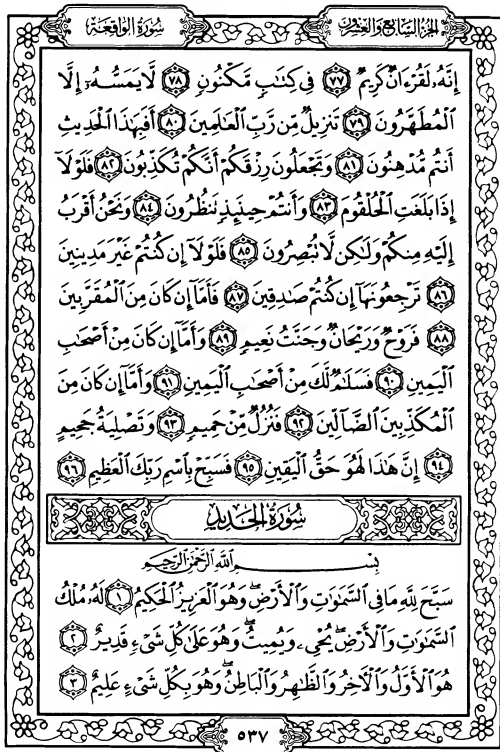 الجزء السابع والعشرون
سورة الواقعة
إِنَّهُۥ لَقُرْءَانٌ كَرِيمٌ ٧٧ فِى كِتَٰبٍ مَّكْنُونٍ ٧٨ لَّا يَمَسُّهُۥٓ إِلَّا
ٱلْمُطَهَّرُونَ ٧٩ تَنزِيلٌ مِّن رَّبِّ ٱلْعَٰلَمِينَ ٨٠ أَفَبِهَٰذَا ٱلْحَدِيثِ
أَنتُم مُّدْهِنُونَ ٨١ وَتَجْعَلُونَ رِزْقَكُمْ أَنَّكُمْ تُكَذِّبُونَ ٨٢ فَلَوْلَآ
إِذَا بَلَغَتِ ٱلْحُلْقُومَ ٨٣ وَأَنتُمْ حِينَئِذٍ تَنظُرُونَ ٨٤ وَنَحْنُ أَقْرَبُ
إِلَيْهِ مِنكُمْ وَلَٰكِن لَّا تُبْصِرُونَ ٨٥ فَلَوْلَآ إِن كُنتُمْ غَيْرَ مَدِينِينَ
٨٦ تَرْجِعُونَهَآ إِن كُنتُمْ صَٰدِقِينَ ٨٧ فَأَمَّآ إِن كَانَ مِنَ ٱلْمُقَرَّبِينَ
٨٨ فَرَوْحٌ وَرَيْحَانٌ وَجَنَّتُ نَعِيمٍ ٨٩ وَأَمَّآ إِن كَانَ مِنْ أَصْحَٰبِ
ٱلْيَمِينِ ٩٠ فَسَلَٰمٌ لَّكَ مِنْ أَصْحَٰبِ ٱلْيَمِينِ ٩١ وَأَمَّآ إِن كَانَ مِنَ
ٱلْمُكَذِّبِينَ ٱلضَّآلِّينَ ٩٢ فَنُزُلٌ مِّنْ حَمِيمٍ ٩٣ وَتَصْلِيَةُ جَحِيمٍ
٩٤ إِنَّ هَٰذَا لَهُوَ حَقُّ ٱلْيَقِينِ ٩٥ فَسَبِّحْ بِٱسْمِ رَبِّكَ ٱلْعَظِيمِ ٩٦
سورة الحديد
بِسْمِ ٱللَّهِ ٱلرَّحْمَٰنِ ٱلرَّحِيمِ
سَبَّحَ لِلَّهِ مَا فِى ٱلسَّمَٰوَٰتِ وَٱلْأَرْضِ وَهُوَ ٱلْعَزِيزُ ٱلْحَكِيمُ ١ لَهُۥ مُلْكُ
ٱلسَّمَٰوَٰتِ وَٱلْأَرْضِ يُحْىِۦ وَيُمِيتُ وَهُوَ عَلَىٰ كُلِّ شَىْءٍ قَدِيرٌ ٢
هُوَ ٱلْأَوَّلُ وَٱلْءَاخِرُ وَٱلظَّٰهِرُ وَٱلْبَاطِنُ وَهُوَ بِكُلِّ شَىْءٍ عَلِيمٌ ٣
٥٣٧